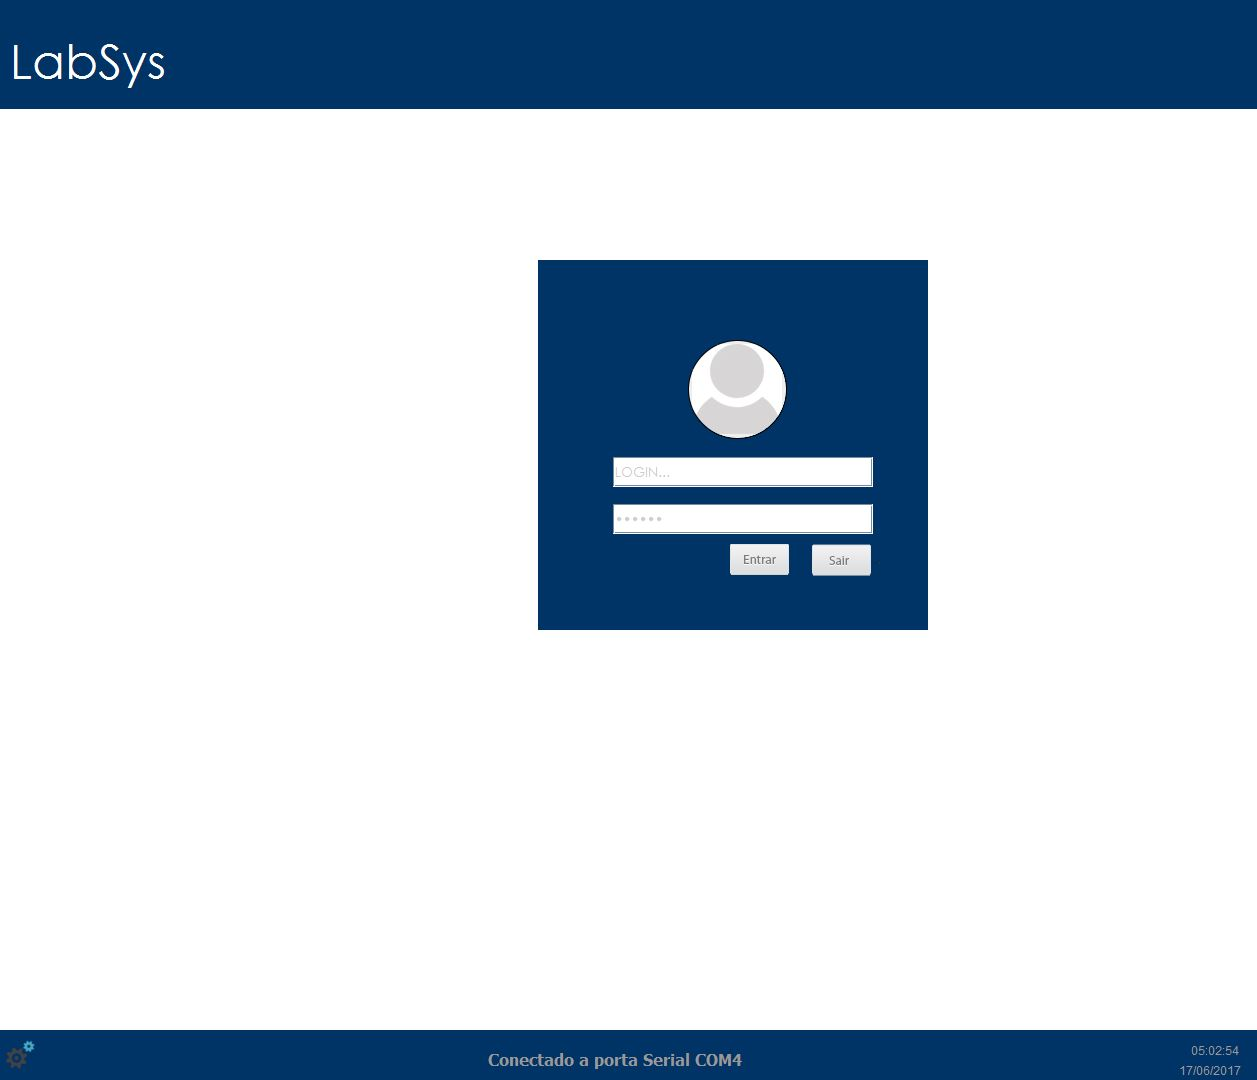 LabSys
LOGIN...
••••••
Entrar
Sair
Conectado a porta Serial COM4
05:02:54
17/06/2017